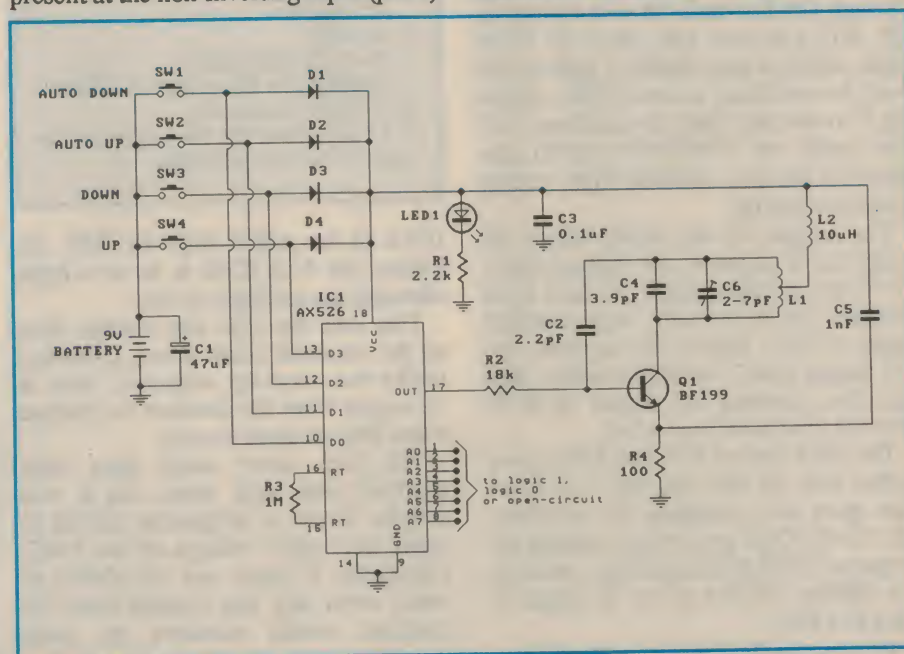 present at the non-inverting input (pin 3)
SW1
D1
AUTO DOWN
SW2
D2
AUTO UP
SW3
D3
DOWN
SW4
D4
UP
LED1
R1
2.2k
C3
0.1uF
L2
10uH
C4
3.9pF
C6
2-7pF
L1
C5
1nF
C2
2.2pF
IC1
AX526
18
Vcc
9V
BATTERY
+
C1
47uF
13
D3
12
D2
11
D1
10
D0
OUT
17
R2
18k
Q1
BF199
R4
100
16
RT
R3
1M
15
RT
A0
1
A1
2
A2
3
A3
4
A4
5
A5
6
A6
7
A7
8
to logic 1,
logic 0
or open-circuit
GND
14
9